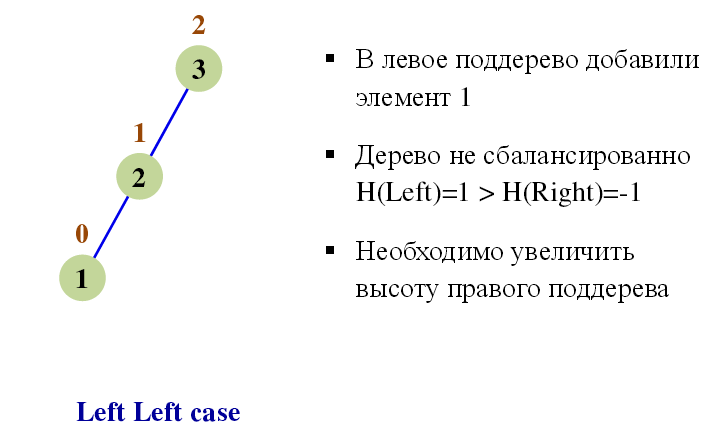 2
3
1
2
0
1
▪ В левое поддерево добавили
элемент 1
▪ Дерево не сбалансированно
H(Left)=1 > H(Right)=-1
▪ Необходимо увеличить
высоту правого поддерева
Left Left case